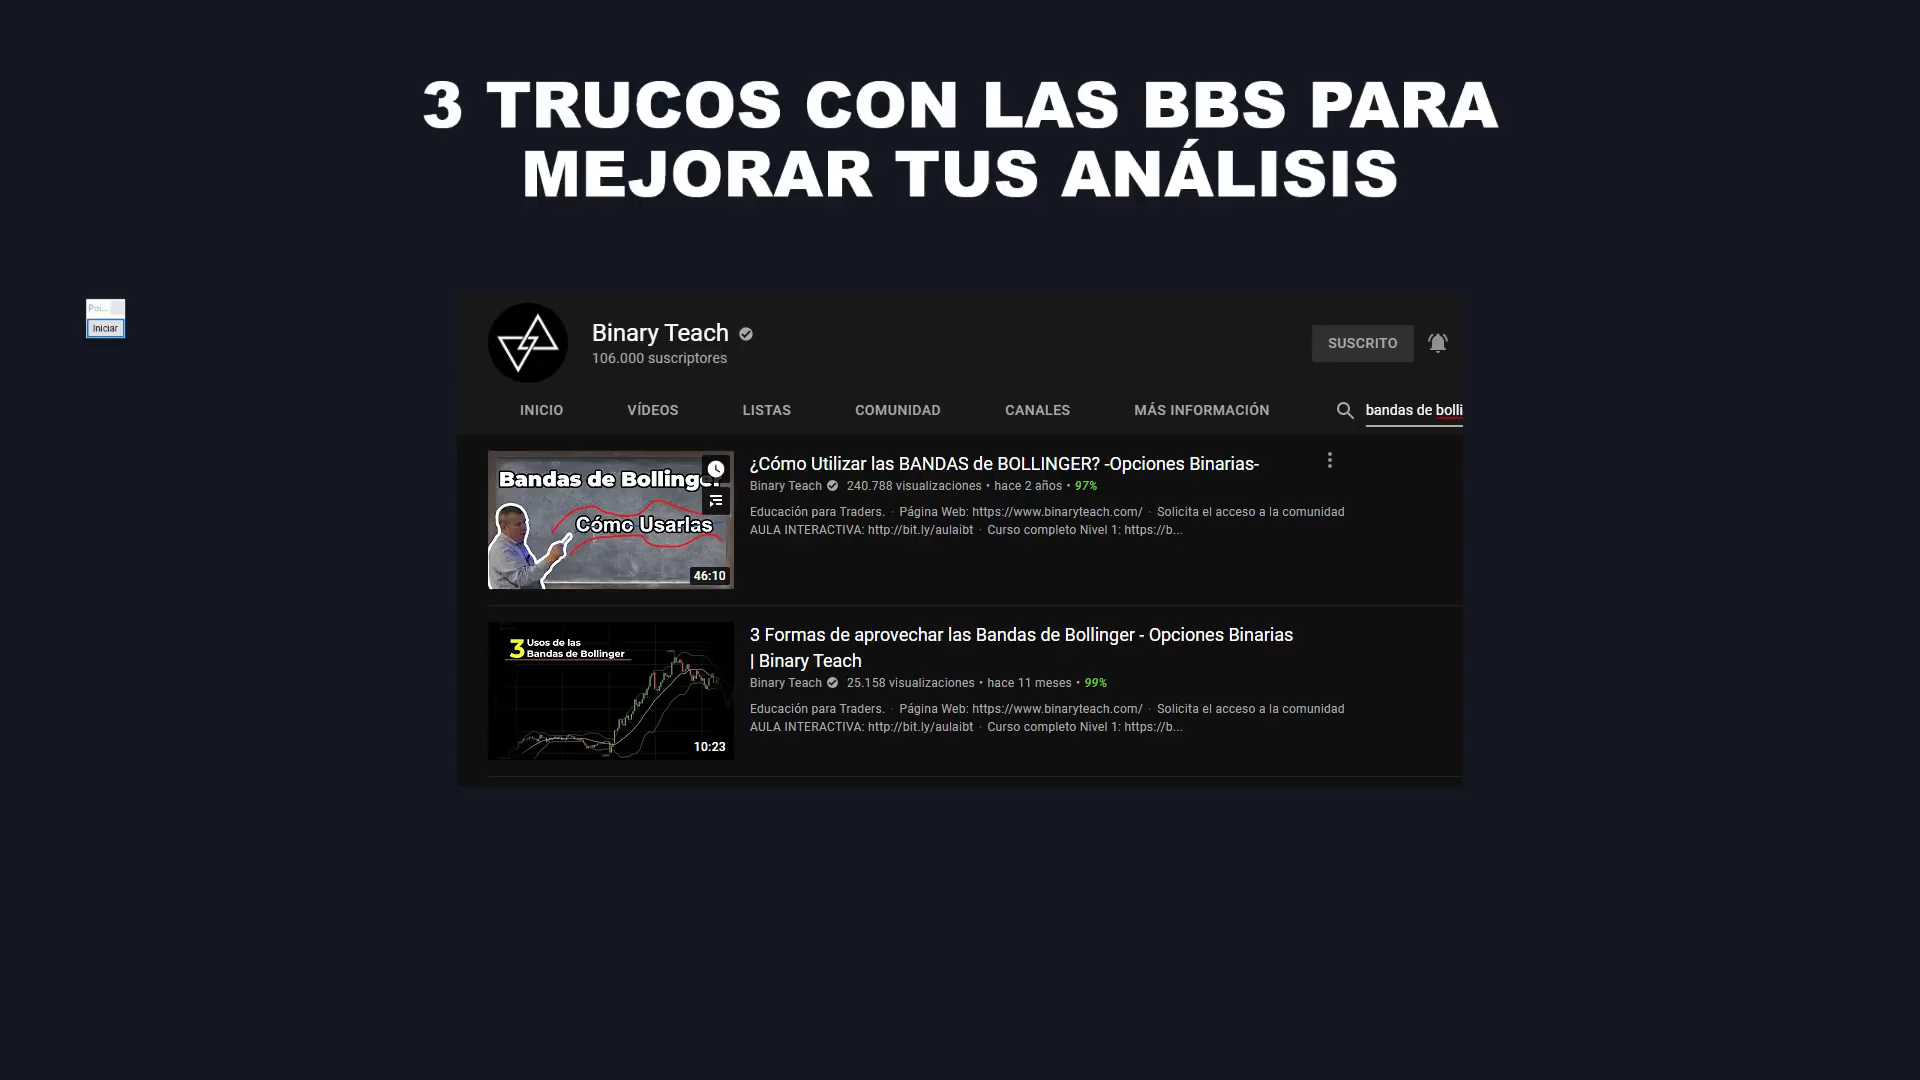 3 TRUCOS CON LAS BBS PARA
MEJORAR TUS ANÁLISIS
Poi...
Iniciar
Binary Teach
106.000 suscriptores
SUSCRITO
INICIO VÍDEOS LISTAS COMUNIDAD CANALES MÁS INFORMACIÓN bandas de bolli
Bandas de Bollinger
Cómo Usarlas
46:10
¿Cómo Utilizar las BANDAS de BOLLINGER? -Opciones Binarias-
Binary Teach 240.788 visualizaciones • hace 2 años • 97%
Educación para Traders. · Página Web: https://www.binaryteach.com/ · Solicita el acceso a la comunidad
AULA INTERACTIVA: http://bit.ly/aulaibt · Curso completo Nivel 1: https://b...
3 Usos de las
Bandas de Bollinger
10:23
3 Formas de aprovechar las Bandas de Bollinger - Opciones Binarias
| Binary Teach
Binary Teach 25.158 visualizaciones • hace 11 meses • 99%
Educación para Traders. · Página Web: https://www.binaryteach.com/ · Solicita el acceso a la comunidad
AULA INTERACTIVA: http://bit.ly/aulaibt · Curso completo Nivel 1: https://b...